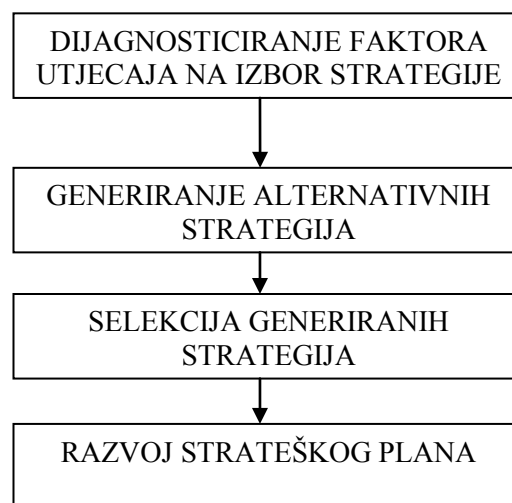 DIJAGNOSTICIRANJE FAKTORA
UTJECAJA NA IZBOR STRATEGIJE
GENERIRANJE ALTERNATIVNIH
STRATEGIJA
SELEKCIJA GENERIRANIH
STRATEGIJA
RAZVOJ STRATEŠKOG PLANA